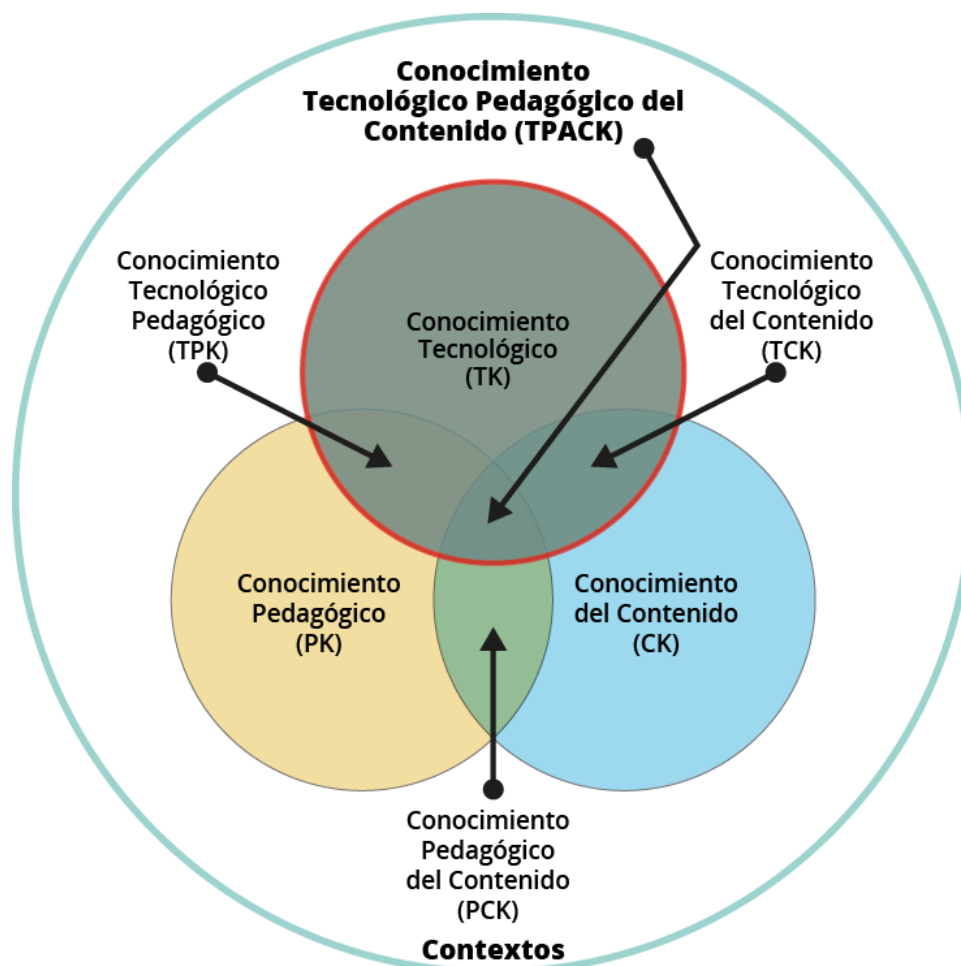 Conocimiento
Tecnológico Pedagógico del
Contenido (TPACK)
Conocimiento
Tecnológico
Pedagógico
(TPK)
Conocimiento
Tecnológico
del Contenido
(TCK)
Conocimiento
Tecnológico
(TK)
Conocimiento
Pedagógico
(PK)
Conocimiento
del Contenido
(CK)
Conocimiento
Pedagógico
del Contenido
(PCK)
Contextos